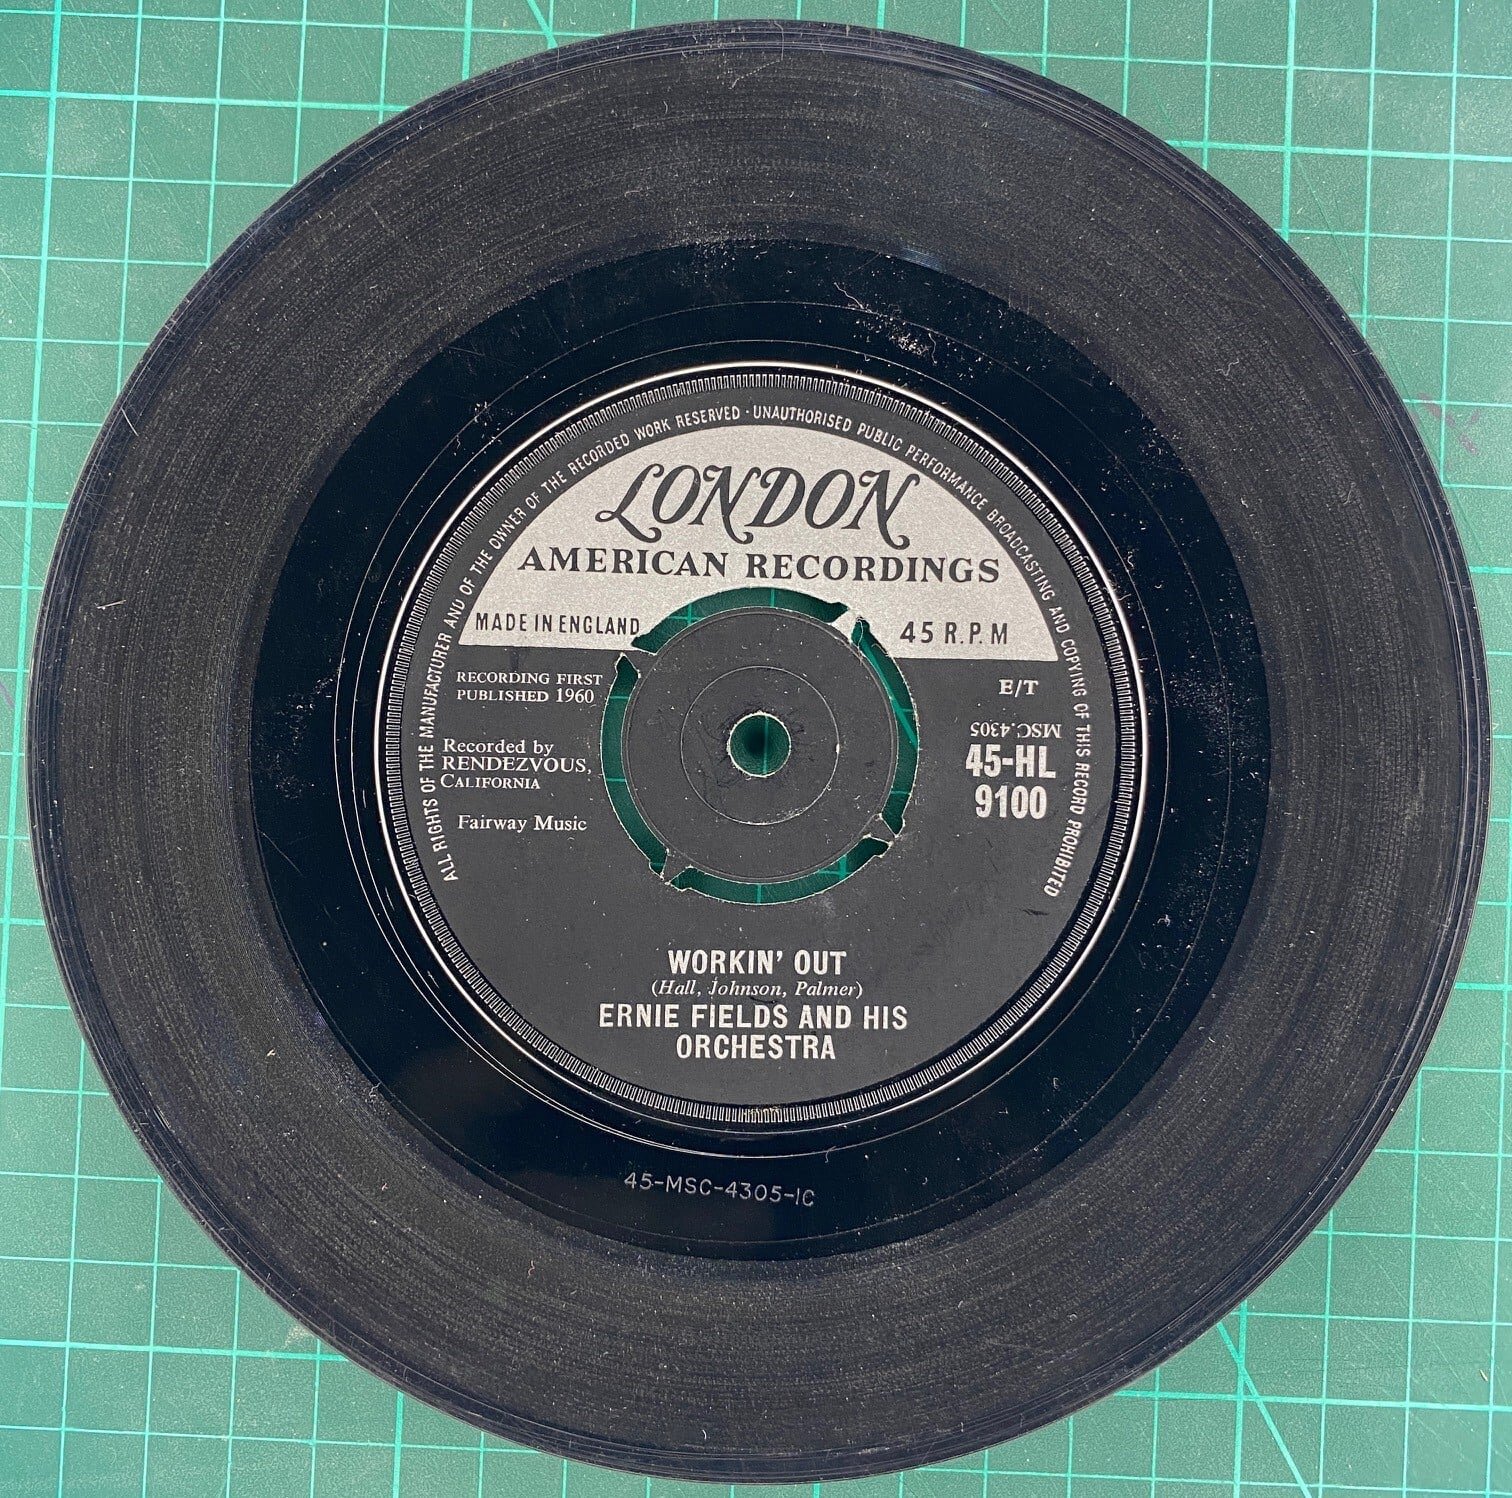 ALL RIGHTS OF THE MANUFACTURER AND OF THE OWNER OF THE RECORDED WORK RESERVED · UNAUTHORISED PUBLIC PERFORMANCE BROADCASTING AND COPYING OF THIS RECORD PROHIBITED
LONDON
AMERICAN RECORDINGS
MADE IN ENGLAND
45 R.P.M
RECORDING FIRST
PUBLISHED 1960
Recorded by
RENDEZVOUS,
CALIFORNIA
Fairway Music
E/T
MSC.4305
45-HL
9100
WORKIN' OUT
(Hall, Johnson, Palmer)
ERNIE FIELDS AND HIS
ORCHESTRA
45-MSC-4305-1C